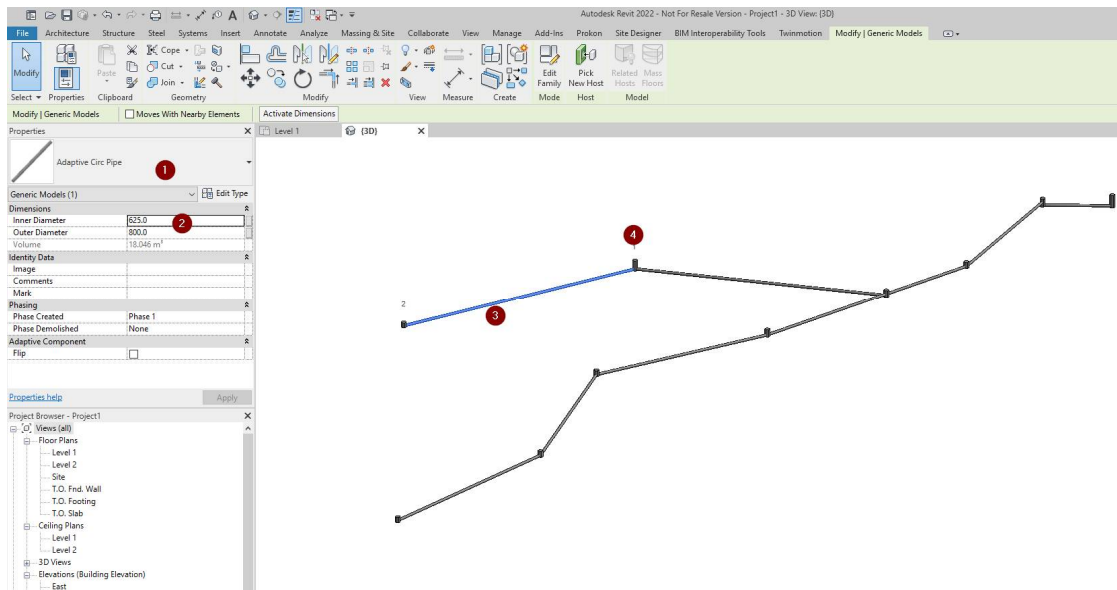 Autodesk Revit 2022 - Not For Resale Version - Project1 - 3D View: {3D}
File Architecture Structure Steel Systems Insert Annotate Analyze Massing & Site Collaborate View Manage Add-Ins Prokon Site Designer BIM Interoperability Tools Twinmotion Modify | Generic Models
Modify Paste Cope Cut Join Edit Family Pick New Host Related Hosts Mass Floors
Select Properties Clipboard Geometry Modify View Measure Create Mode Host Model
Modify | Generic Models Moves With Nearby Elements Activate Dimensions
Properties X Level 1 {3D} X
Adaptive Circ Pipe
1
Generic Models (1) Edit Type
Dimensions
Inner Diameter 625.0
2
Outer Diameter 800.0
Volume 18.046 m³
Identity Data
Image
Comments
Mark
Phasing
Phase Created Phase 1
Phase Demolished None
Adaptive Component
Flip
Properties help Apply
Project Browser - Project1 X
Views (all)
Floor Plans
Level 1
Level 2
Site
T.O. Fnd. Wall
T.O. Footing
T.O. Slab
Ceiling Plans
Level 1
Level 2
3D Views
Elevations (Building Elevation)
East
4
2
3